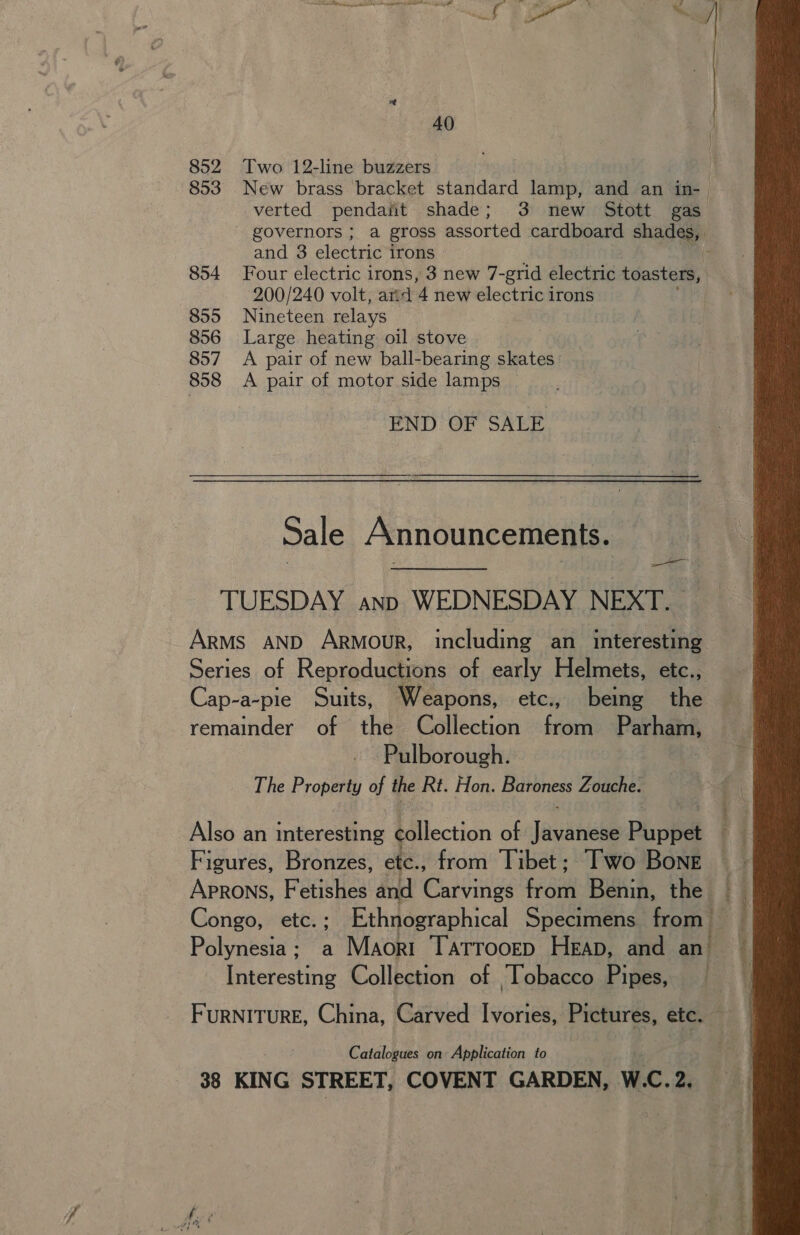 40
852 Two 12-line buzzers
853 New brass bracket standard lamp, and an in-
verted pendant shade; 3 new Stott gas
governors; a gross assorted cardboard shades,
and 3 electric irons
854 Four electric irons, 3 new 7-grid electric toasters,
200/240 volt, and 4 new electric irons
855 Nineteen relays
856 Large heating oil stove
857 A pair of new ball-bearing skates
858 A pair of motor side lamps
END OF SALE
Sale Announcements.
TUESDAY AND WEDNESDAY NEXT.
ARMS AND ARMOUR, including an interesting
Series of Reproductions of early Helmets, etc.,
Cap-a-pie Suits, Weapons, etc., being the
remainder of the Collection from Parham,
Pulborough.
The Property of the Rt. Hon. Baroness Zouche.
Also an interesting collection of Javanese Puppet
Figures, Bronzes, etc., from Tibet; Two BONE
APRONS, Fetishes and Carvings from Benin, the
Congo, etc.; Ethnographical Specimens from
Polynesia; a MAORI TATTOOED HEAD, and an
Interesting Collection of Tobacco Pipes,
FURNITURE, China, Carved Ivories, Pictures, etc.
Catalogues on Application to
38 KING STREET, COVENT GARDEN, W.C.2.